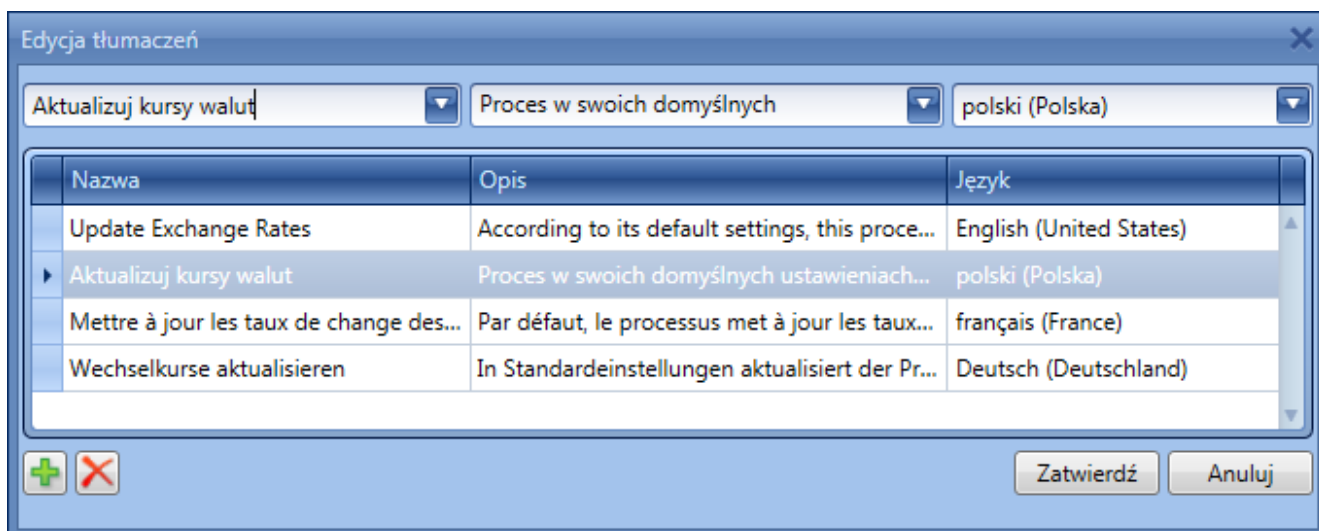 Edycja tłumaczeń
Aktualizuj kursy walut Proces w swoich domyślnych polski (Polska)
Nazwa Opis Język
Update Exchange Rates According to its default settings, this proce... English (United States)
Aktualizuj kursy walut Proces w swoich domyślnych ustawieniach... polski (Polska)
Mettre à jour les taux de change des... Par défaut, le processus met à jour les taux... français (France)
Wechselkurse aktualisieren In Standardeinstellungen aktualisiert der Pr... Deutsch (Deutschland)
Zatwierdź Anuluj